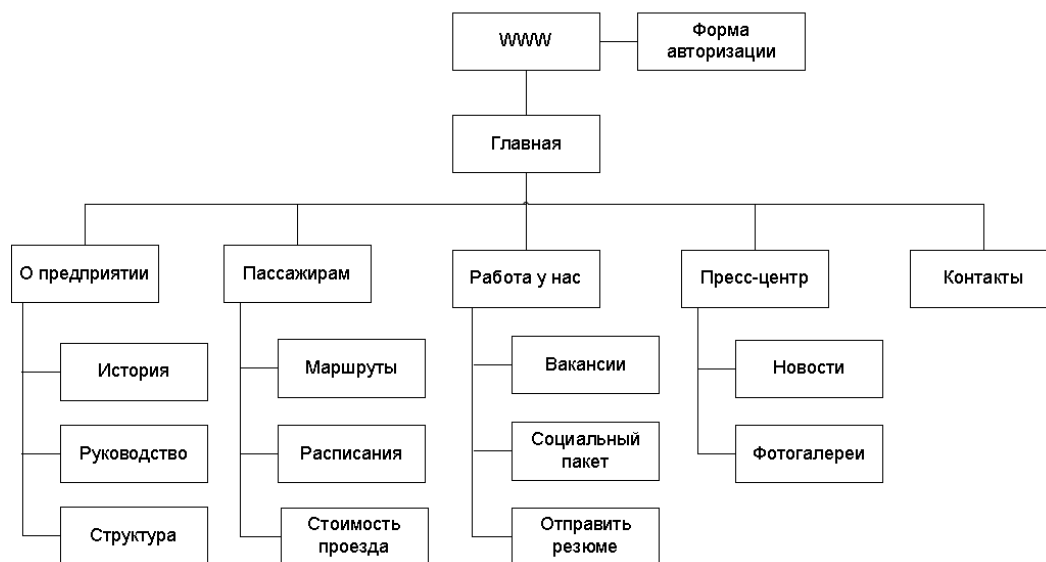 WWW
Форма
авторизации
Главная
О предприятии
Пассажирам
Работа у нас
Пресс-центр
Контакты
История
Маршруты
Вакансии
Новости
Руководство
Расписания
Социальный
пакет
Фотогалереи
Структура
Стоимость
проезда
Отправить
резюме